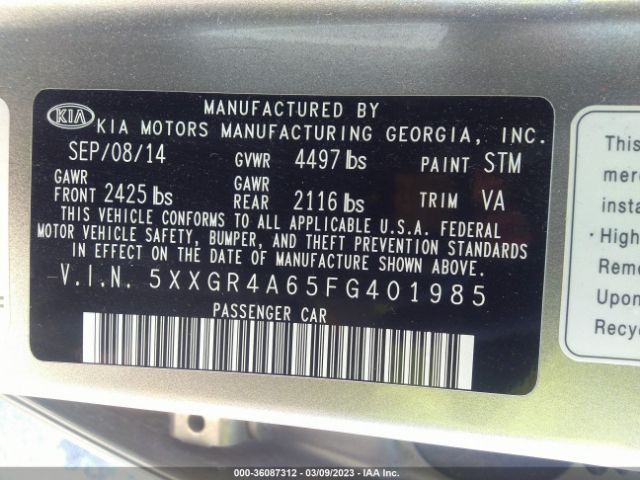 KIA
MANUFACTURED BY
KIA MOTORS MANUFACTURING GEORGIA, INC.
SEP/08/14 GVWR 4497 lbs PAINT STM
GAWR FRONT 2425 lbs GAWR REAR 2116 lbs TRIM VA
THIS VEHICLE CONFORMS TO ALL APPLICABLE U.S.A. FEDERAL
MOTOR VEHICLE SAFETY, BUMPER, AND THEFT PREVENTION STANDARDS
IN EFFECT ON THE DATE OF MANUFACTURE SHOWN ABOVE.
V.I.N. 5XXGR4A65FG401985
PASSENGER CAR
This
merc
insta
· High
Remo
Upon
Recyc
000-36087312 — 03/09/2023 — IAA Inc.